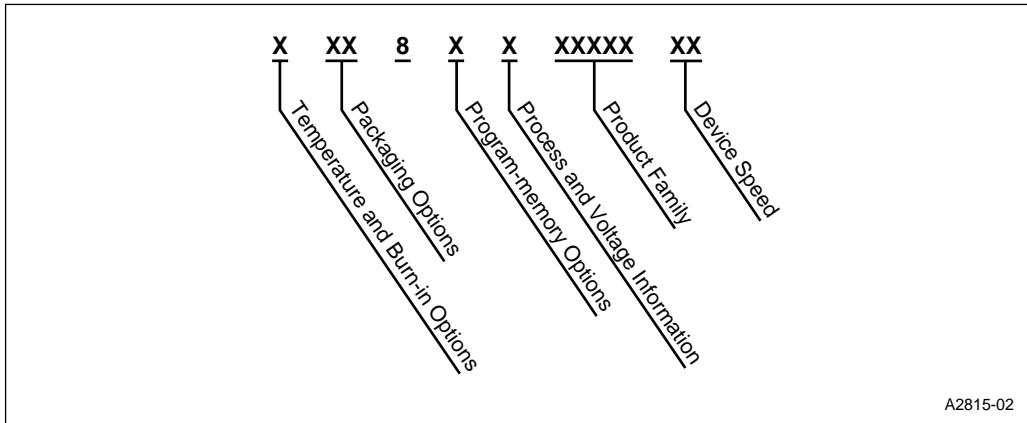 X XX 8 X X XXXXX XX
Temperature and Burn-in Options
Packaging Options
Program-memory Options
Process and Voltage Information
Product Family
Device Speed
A2815-02